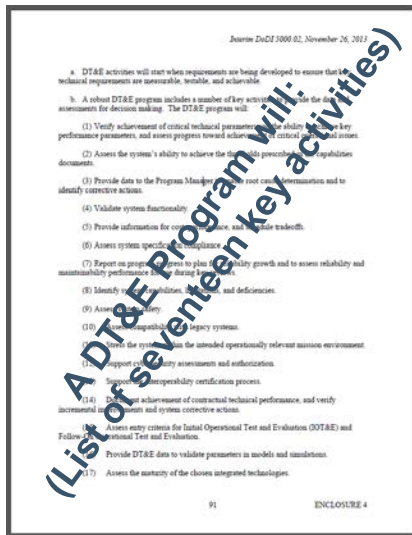 Interim DoDI 5000.02, November 26, 2013
a. DT&E activities will start when requirements are being developed to ensure that key
technical requirements are measurable, testable, and achievable.
b. A robust DT&E program includes a number of key activities to provide the data and
assessments for decision making. The DT&E program will:
(1) Verify achievement of critical technical parameters and the ability to achieve key
performance parameters, and assess progress toward achievement of critical operational issues.
(2) Assess the system's ability to achieve the thresholds prescribed in the capabilities
documents.
(3) Provide data to the Program Manager to enable root cause determination and to
identify corrective actions.
(4) Validate system functionality.
(5) Provide information for cost, performance, and schedule tradeoffs.
(6) Assess system specification compliance.
(7) Report on program progress to plan for reliability growth and to assess reliability and
maintainability performance for use during key reviews.
(8) Identify system capabilities, limitations, and deficiencies.
(9) Assess system safety.
(10) Assess compatibility with legacy systems.
Stress the system within the intended operationally relevant mission environment.
(12) Support cybersecurity assessments and authorization.
Support the interoperability certification process.
(14) Document achievement of contractual technical performance, and verify
incremental improvements and system corrective actions.
Assess entry criteria for Initial Operational Test and Evaluation (IOT&E) and
Follow-On Operational Test and Evaluation.
Provide DT&E data to validate parameters in models and simulations.
(17) Assess the maturity of the chosen integrated technologies.
91 ENCLOSURE 4
A DT&E Program will:
(List of seventeen key activities)